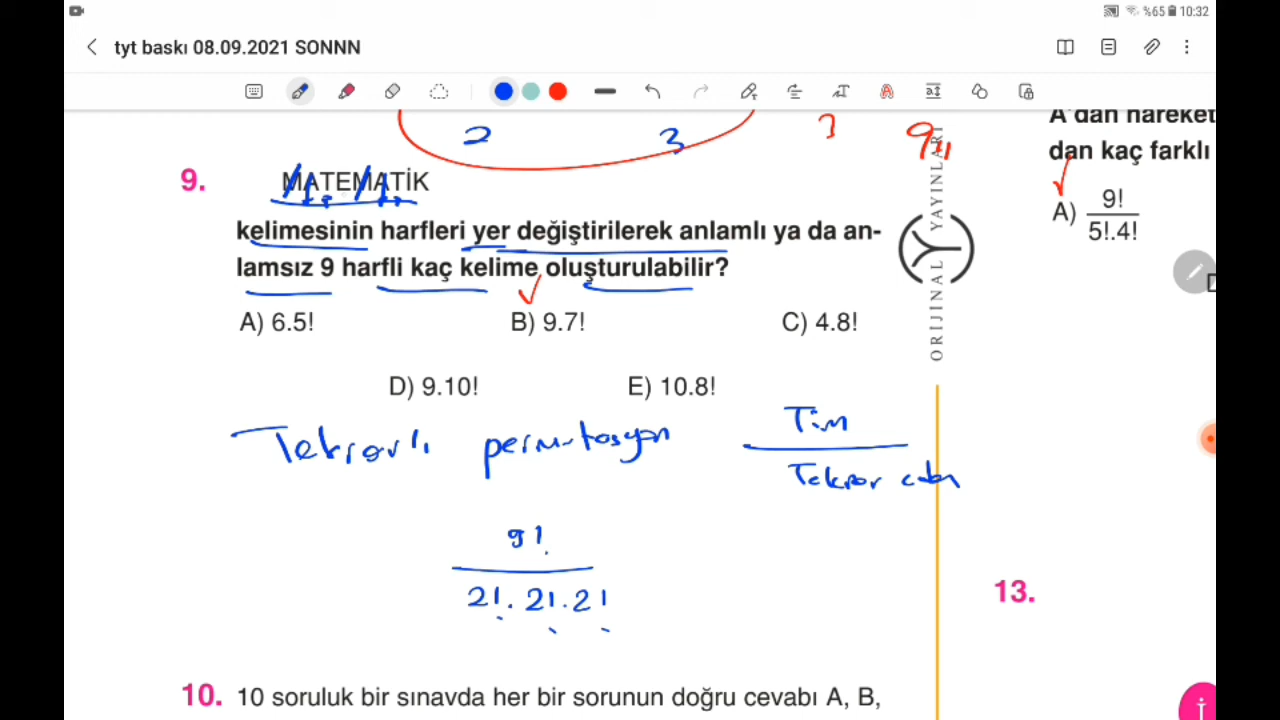 %65 10:32
tyt baskı 08.09.2021 SONNN
2 3 3 9
9. MATEMATİK
kelimesinin harfleri yer değiştirilerek anlamlı ya da an-
lamsız 9 harfli kaç kelime oluşturulabilir?
A) 6.5! B) 9.7! C) 4.8!
D) 9.10! E) 10.8!
Tekrarlı permutasyon
Tüm
Tekrar eden
9!
2!. 2!. 2!
10. 10 soruluk bir sınavda her bir sorunun doğru cevabı A, B,
ORİJİNAL YAYINLARI
A'dan hareket
dan kaç farklı
A) 9!
5!.4!
13.